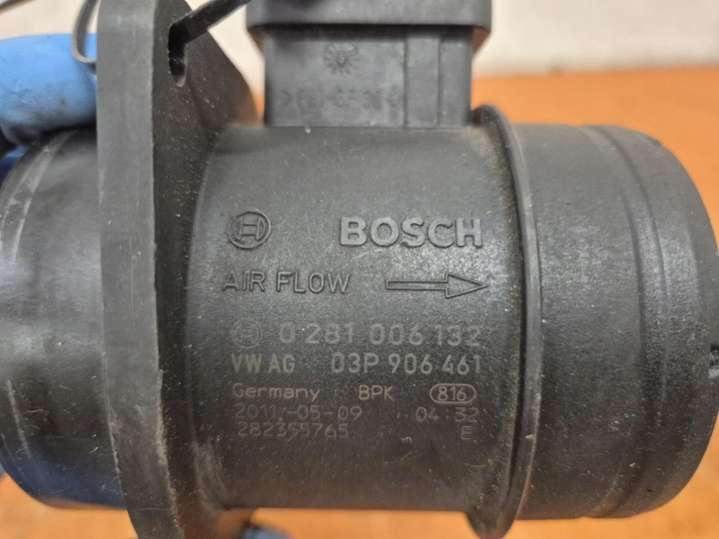 BOSCH
AIR FLOW
0 281 006 132
VW AG 03P 906 461
Germany BPK 816
2011-05-09 04:32
282355765 E